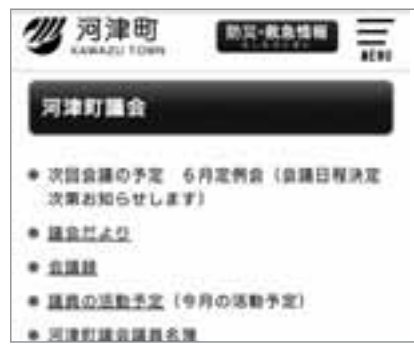 河津町
KAWAZU TOWN
防災・救急情報
MENU
河津町議会
● 次回会議の予定　6月定例会（会議日程決定
次第お知らせします）
● 議会だより
● 会議録
● 議員の活動予定（今月の活動予定）
● 河津町議会議員名簿